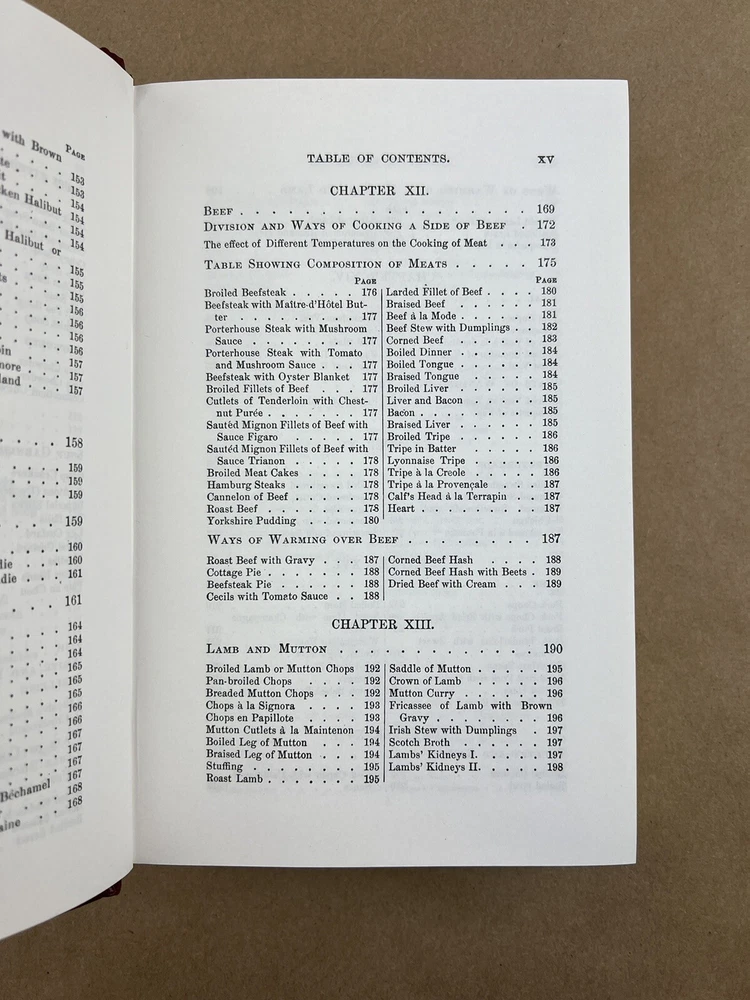 with Brown
PAGE
153
153
ken Halibut
154
154
154
Halibut or
154
155
155
155
156
156
156
157
157
157
158
159
159
159
159
160
die 160
die 161
161
164
164
164
165
165
165
165
166
166
167
167
167
167
Béchamel
168
168
TABLE OF CONTENTS. XV
CHAPTER XII.
BEEF . . . . . . . . . . . . . . . . . . 169
DIVISION AND WAYS OF COOKING A SIDE OF BEEF . 172
The effect of Different Temperatures on the Cooking of Meat . . . 173
TABLE SHOWING COMPOSITION OF MEATS . . . . . 175
PAGE
Broiled Beefsteak . . . . . 176
Beefsteak with Maître-d'Hôtel But-
ter . . . . . . . . . 177
Porterhouse Steak with Mushroom
Sauce . . . . . . . . 177
Porterhouse Steak with Tomato
and Mushroom Sauce . . . 177
Beefsteak with Oyster Blanket 177
Broiled Fillets of Beef . . . 177
Cutlets of Tenderloin with Chest-
nut Purée . . . . . . . 177
Sautéd Mignon Fillets of Beef with
Sauce Figaro . . . . . 177
Sautéd Mignon Fillets of Beef with
Sauce Trianon . . . . . 178
Broiled Meat Cakes . . . . 178
Hamburg Steaks . . . . . 178
Cannelon of Beef . . . . . 178
Roast Beef . . . . . . . 178
Yorkshire Pudding . . . . 180
PAGE
Larded Fillet of Beef . . . . 180
Braised Beef . . . . . . 181
Beef à la Mode . . . . . . 181
Beef Stew with Dumplings . . 182
Corned Beef . . . . . . 183
Boiled Dinner . . . . . . 184
Boiled Tongue . . . . . . 184
Braised Tongue . . . . . 184
Broiled Liver . . . . . . 185
Liver and Bacon . . . . . 185
Bacon . . . . . . . . . 185
Braised Liver . . . . . . 185
Broiled Tripe . . . . . . 186
Tripe in Batter . . . . . 186
Lyonnaise Tripe . . . . . 186
Tripe à la Creole . . . . . 186
Tripe à la Provençale . . . 187
Calf's Head à la Terrapin . . 187
Heart . . . . . . . . . 187
WAYS OF WARMING OVER BEEF . . . . . . . . 187
Roast Beef with Gravy . . . 187
Cottage Pie . . . . . . . 188
Beefsteak Pie . . . . . . 188
Cecils with Tomato Sauce . . 188
Corned Beef Hash . . . . 188
Corned Beef Hash with Beets . 189
Dried Beef with Cream . . . 189
CHAPTER XIII.
LAMB AND MUTTON . . . . . . . . . . . . . 190
Broiled Lamb or Mutton Chops 192
Pan-broiled Chops . . . . 192
Breaded Mutton Chops . . . 192
Chops à la Signora . . . . 193
Chops en Papillote . . . . 193
Mutton Cutlets à la Maintenon 194
Boiled Leg of Mutton . . . 194
Braised Leg of Mutton . . . 194
Stuffing . . . . . . . . 195
Roast Lamb . . . . . . . 195
Saddle of Mutton . . . . . 195
Crown of Lamb . . . . . 196
Mutton Curry . . . . . . 196
Fricassee of Lamb with Brown
Gravy . . . . . . . . 196
Irish Stew with Dumplings . 197
Scotch Broth . . . . . . 197
Lambs' Kidneys I. . . . . 197
Lambs' Kidneys II. . . . . 198